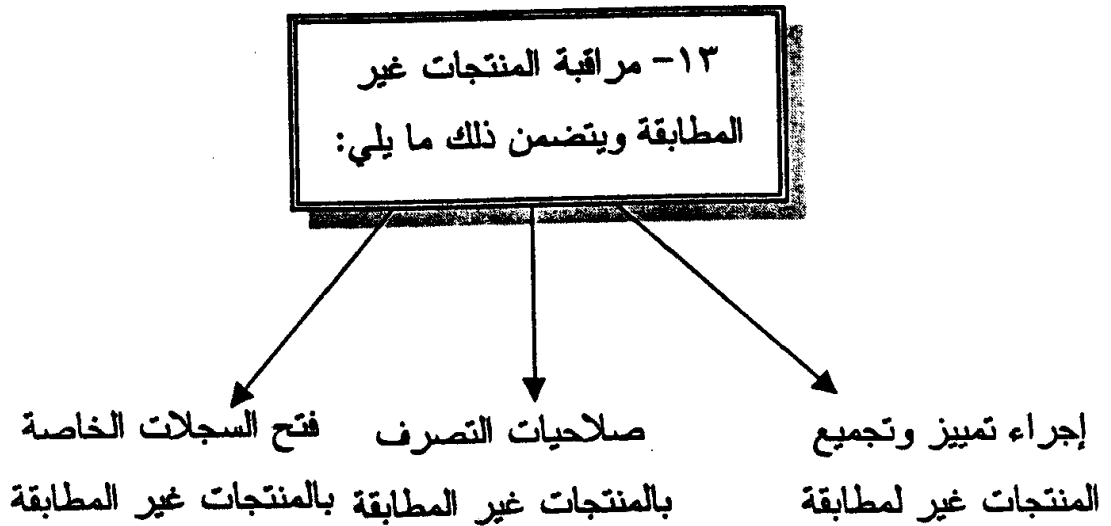 ١٣- مراقبة المنتجات غير
المطابقة ويتضمن ذلك ما يلي:
إجراء تمييز وتجميع
المنتجات غير لمطابقة
صلاحيات التصرف
بالمنتجات غير المطابقة
فتح السجلات الخاصة
بالمنتجات غير المطابقة